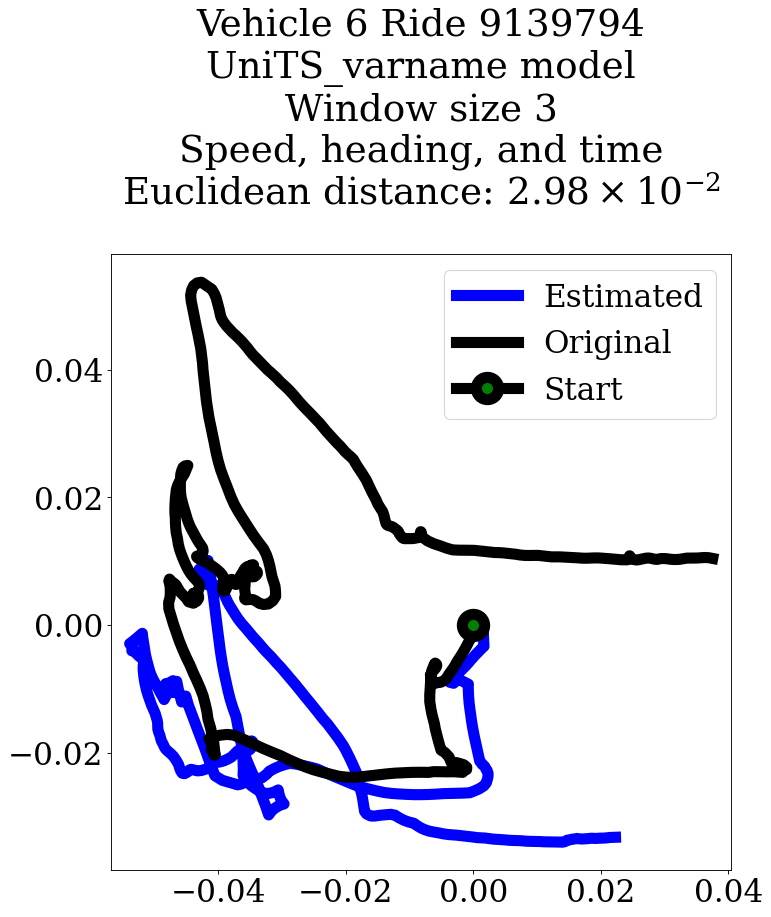 Vehicle 6 Ride 9139794
UniTS_varname model
Window size 3
Speed, heading, and time
Euclidean distance: 2.98 × 10⁻²
Estimated
Original
Start
0.04
0.02
0.00
−0.02
−0.04
−0.02
0.00
0.02
0.04